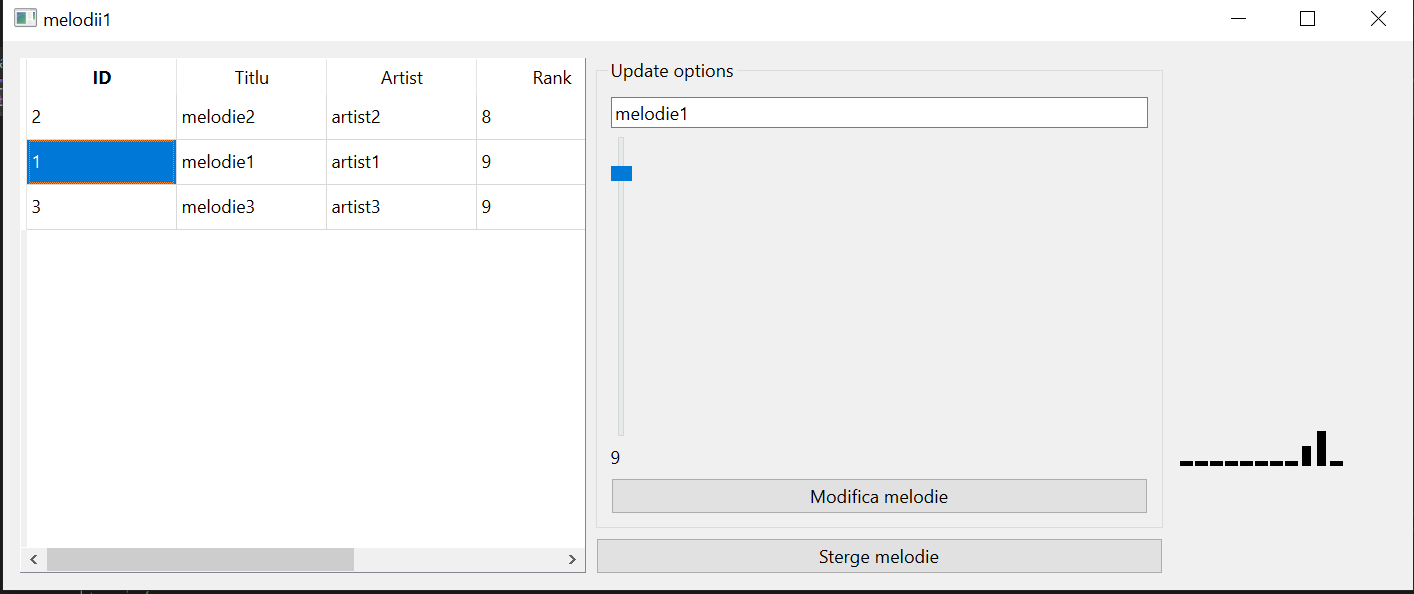 melodii1
ID Titlu Artist Rank
2 melodie2 artist2 8
1 melodie1 artist1 9
3 melodie3 artist3 9
Update options
melodie1
9
Modifica melodie
Sterge melodie